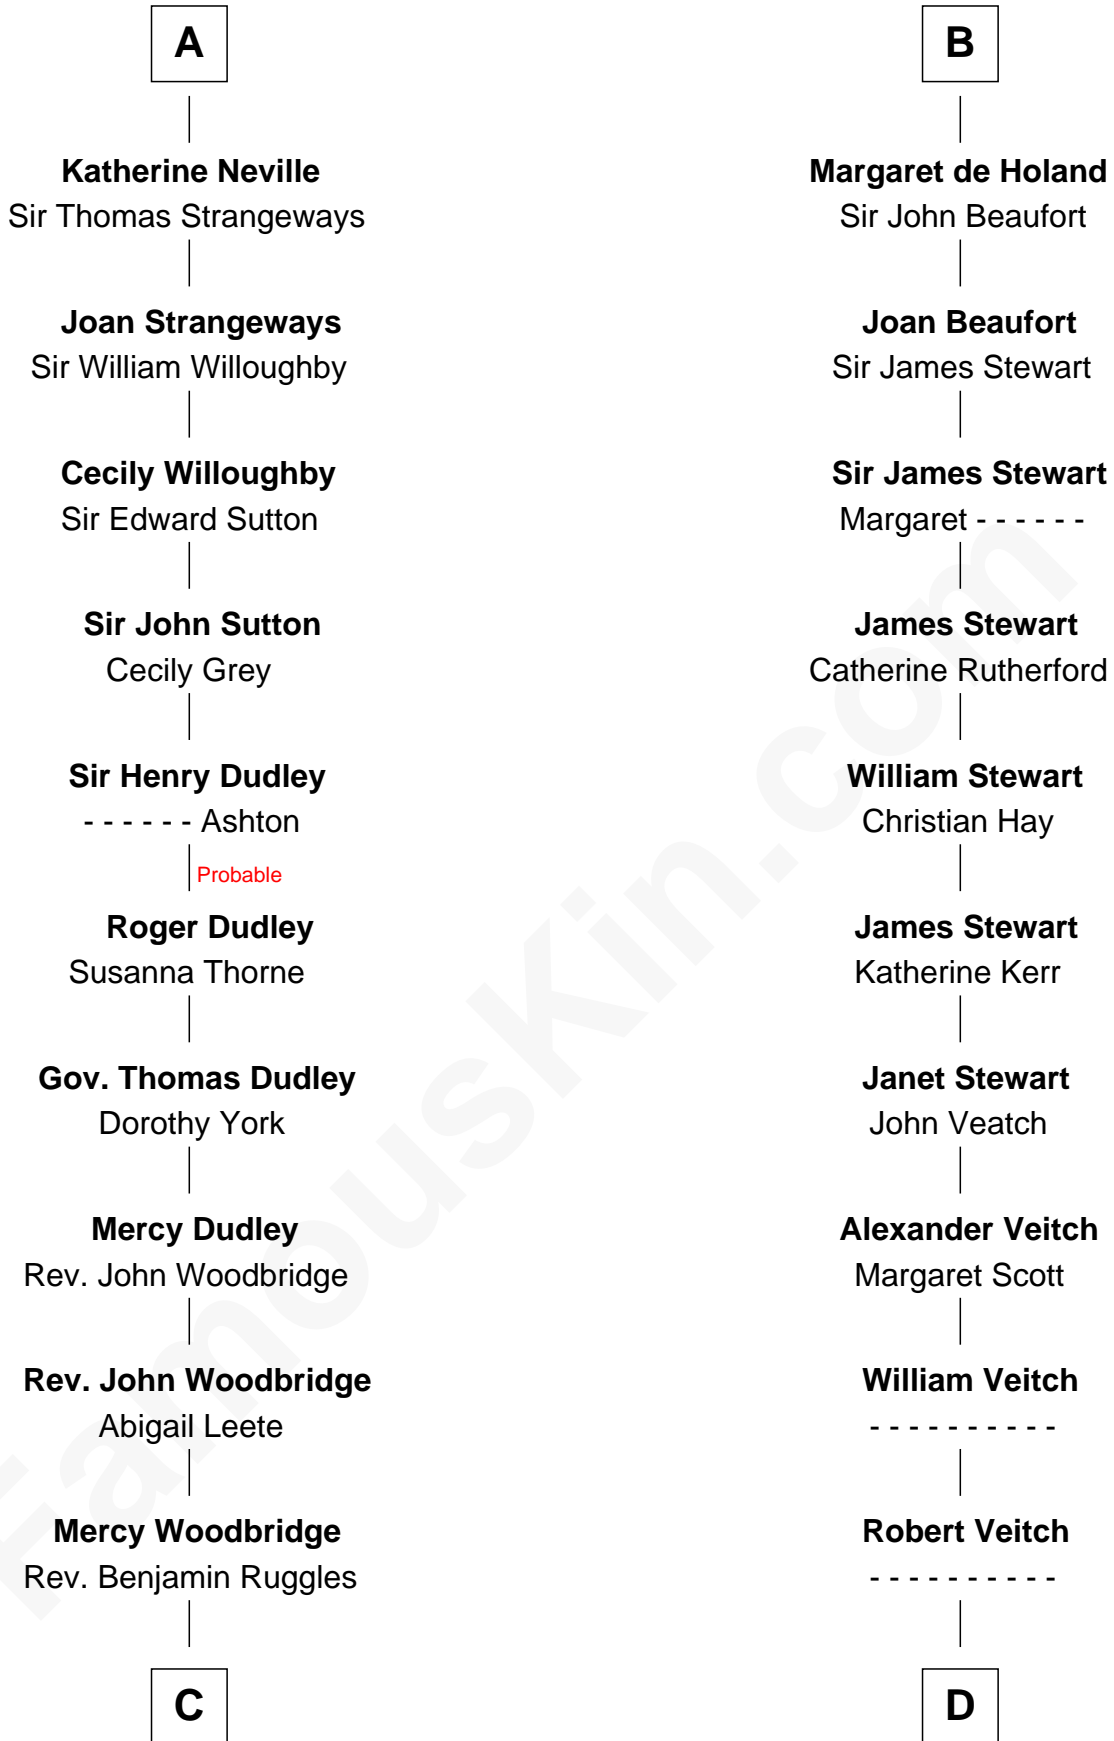 A
Katherine Neville
Sir Thomas Strangeways
Joan Strangeways
Sir William Willoughby
Cecily Willoughby
Sir Edward Sutton
Sir John Sutton
Cecily Grey
Sir Henry Dudley
- - - - - - Ashton
Probable
Roger Dudley
Susanna Thorne
Gov. Thomas Dudley
Dorothy York
Mercy Dudley
Rev. John Woodbridge
Rev. John Woodbridge
Abigail Leete
Mercy Woodbridge
Rev. Benjamin Ruggles
C
B
Margaret de Holand
Sir John Beaufort
Joan Beaufort
Sir James Stewart
Sir James Stewart
Margaret - - - - - -
James Stewart
Catherine Rutherford
William Stewart
Christian Hay
James Stewart
Katherine Kerr
Janet Stewart
John Veatch
Alexander Veitch
Margaret Scott
William Veitch
- - - - - - - - - -
Robert Veitch
- - - - - - - - - -
D
FamousKin.com